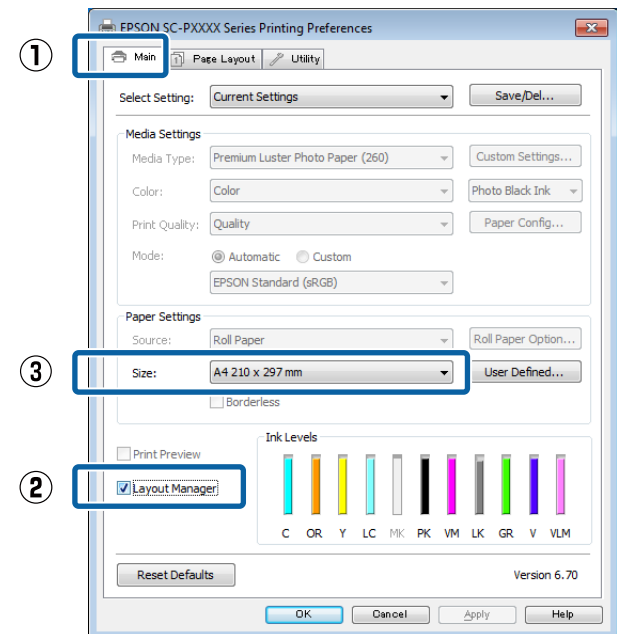 EPSON SC-PXXXX Series Printing Preferences
① Main Page Layout Utility
Select Setting: Current Settings Save/Del...
Media Settings
Media Type: Premium Luster Photo Paper (260) Custom Settings...
Color: Color Photo Black Ink
Print Quality: Quality Paper Config...
Mode: Automatic Custom
EPSON Standard (sRGB)
Paper Settings
Source: Roll Paper Roll Paper Option...
③ Size: A4 210 x 297 mm User Defined...
Borderless
Ink Levels
Print Preview
② Layout Manager
C OR Y LC MK PK VM LK GR V VLM
Reset Defaults Version 6.70
OK Cancel Apply Help